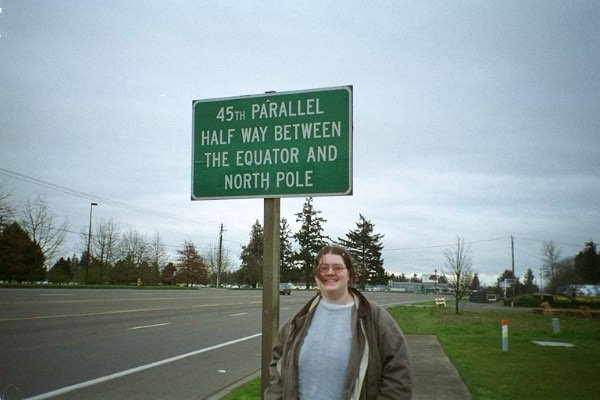 45TH PARALLEL
HALF WAY BETWEEN
THE EQUATOR AND
NORTH POLE